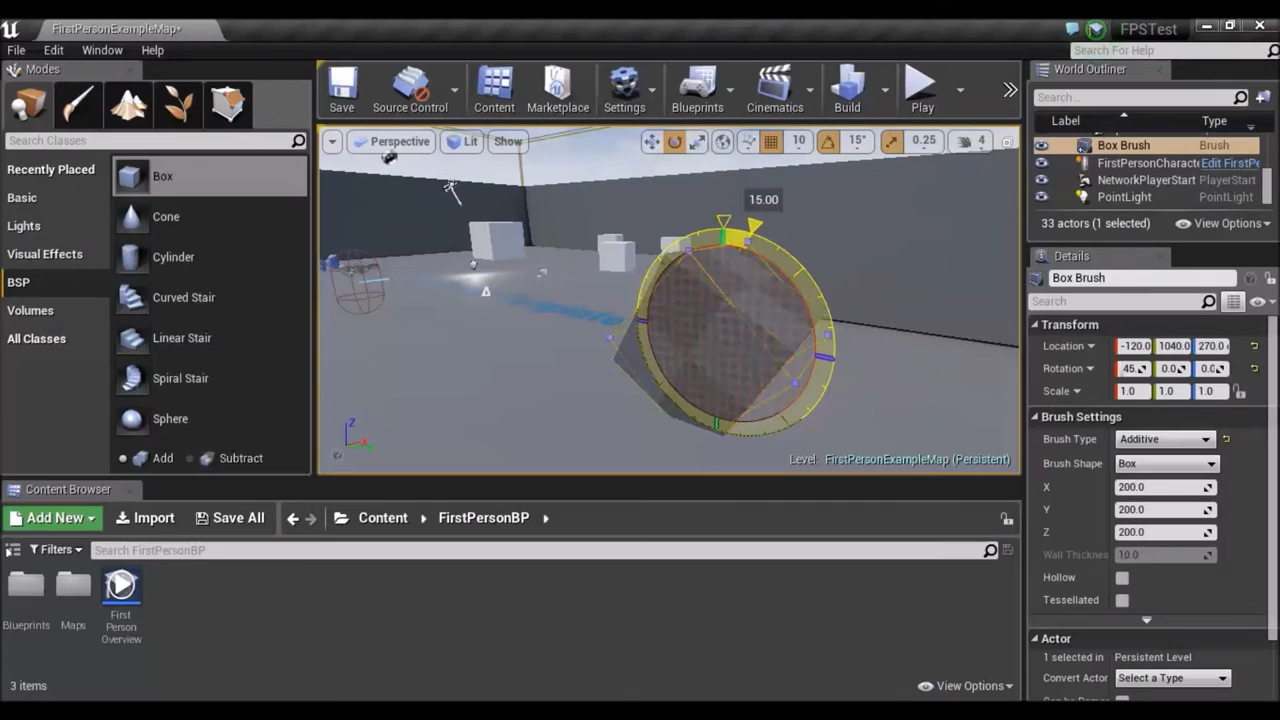 FirstPersonExampleMap*
FPSTest
File Edit Window Help
Search For Help
Modes
Search Classes
Recently Placed
Basic
Lights
Visual Effects
BSP
Volumes
All Classes
Box
Cone
Cylinder
Curved Stair
Linear Stair
Spiral Stair
Sphere
Add Subtract
Save Source Control Content Marketplace Settings Blueprints Cinematics Build Play
Perspective Lit Show 10 15° 0.25 4
15.00
Z
X
Level: FirstPersonExampleMap (Persistent)
World Outliner
Search...
Label Type
Box Brush Brush
FirstPersonCharacte Edit FirstPe
NetworkPlayerStart PlayerStart
PointLight PointLight
33 actors (1 selected) View Options
Details
Box Brush
Search
Transform
Location -120.0 1040.0 270.0
Rotation 45. 0.0 0.0
Scale 1.0 1.0 1.0
Brush Settings
Brush Type Additive
Brush Shape Box
X 200.0
Y 200.0
Z 200.0
Wall Thicknes 10.0
Hollow
Tessellated
Actor
1 selected in Persistent Level
Convert Actor Select a Type
Content Browser
Add New Import Save All Content FirstPersonBP
Filters Search FirstPersonBP
Blueprints
Maps
First
Person
Overview
3 items
View Options